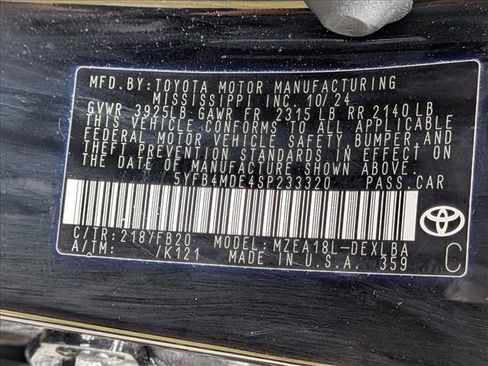 MFD.BY:TOYOTA MOTOR MANUFACTURING
MISSISSIPPI INC. 10/24
GVWR 3925LB GAWR FR 2315 LB RR 2140 LB
THIS VEHICLE CONFORMS TO ALL APPLICABLE
FEDERAL MOTOR VEHICLE SAFETY,BUMPER AND
THEFT PREVENTION STANDARDS IN EFFECT ON
THE DATE OF MANUFACTURE SHOWN ABOVE.
5YFB4MDE4SP233320 PASS.CAR
C/TR:218/FB20 MODEL:MZEA18L-DEXLBA
A/TM: /K121 MADE IN U.S.A. 359
C